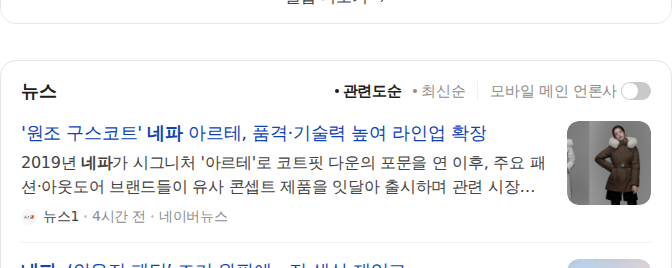 뉴스
관련도순 최신순 모바일 메인 언론사
'원조 구스코트' 네파 아르테, 품격·기술력 높여 라인업 확장
2019년 네파가 시그니처 '아르테'로 코트핏 다운의 포문을 연 이후, 주요 패
션·아웃도어 브랜드들이 유사 콘셉트 제품을 잇달아 출시하며 관련 시장...
뉴스1 · 4시간 전 · 네이버뉴스